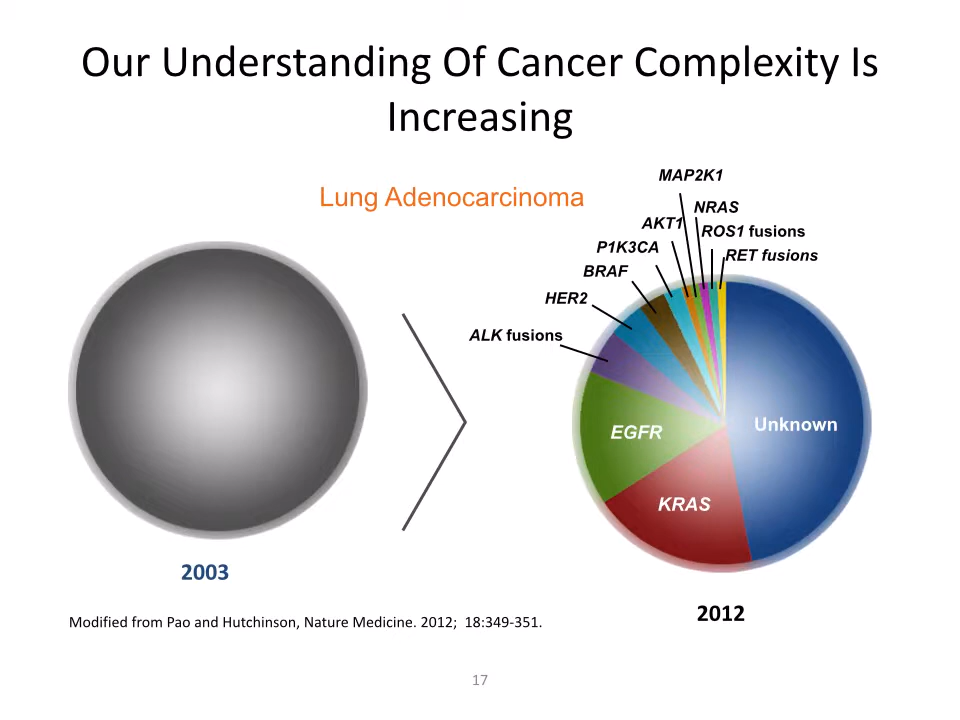 Our Understanding Of Cancer Complexity Is
Increasing
Lung Adenocarcinoma
MAP2K1
NRAS
AKT1
ROS1 fusions
P1K3CA
RET fusions
BRAF
HER2
ALK fusions
Unknown
EGFR
KRAS
2003
2012
Modified from Pao and Hutchinson, Nature Medicine. 2012; 18:349-351.
17